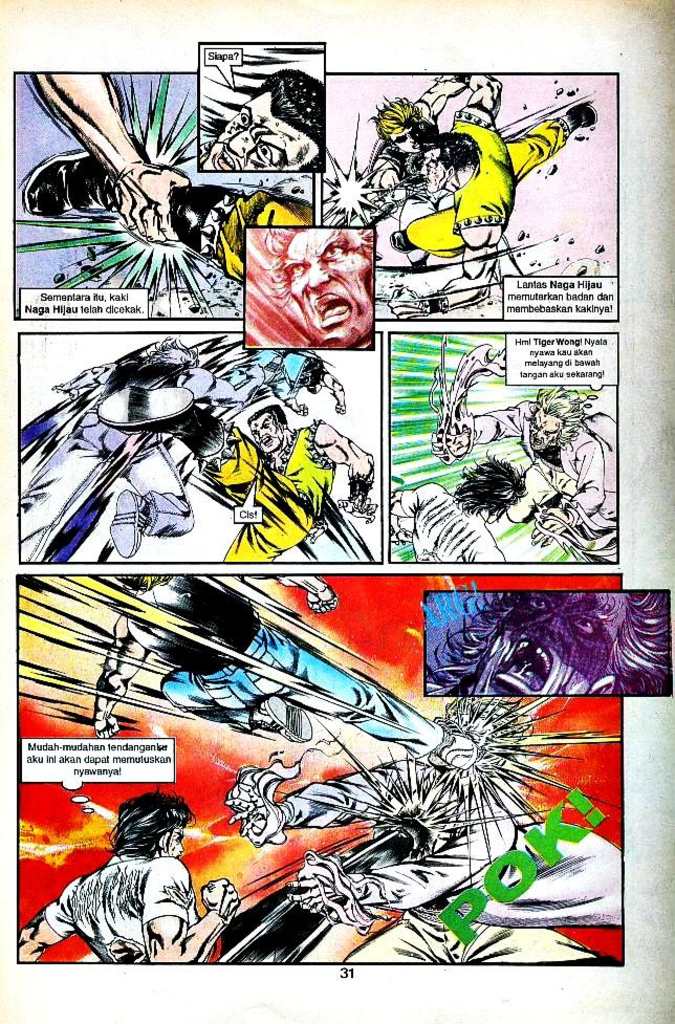 Siapa?
Sementara itu, kaki
Naga Hijau telah dicekak.
Lantas Naga Hijau
memutarkan badan dan
membebaskan kakinya!
Cis!
Hm! Tiger Wong! Nyala
nyawa kau akan
melayang di bawah
tangan aku sekarang!
Mudah-mudahan tendanganke
aku ini akan dapat memutuskan
nyawanya!
POK!
31